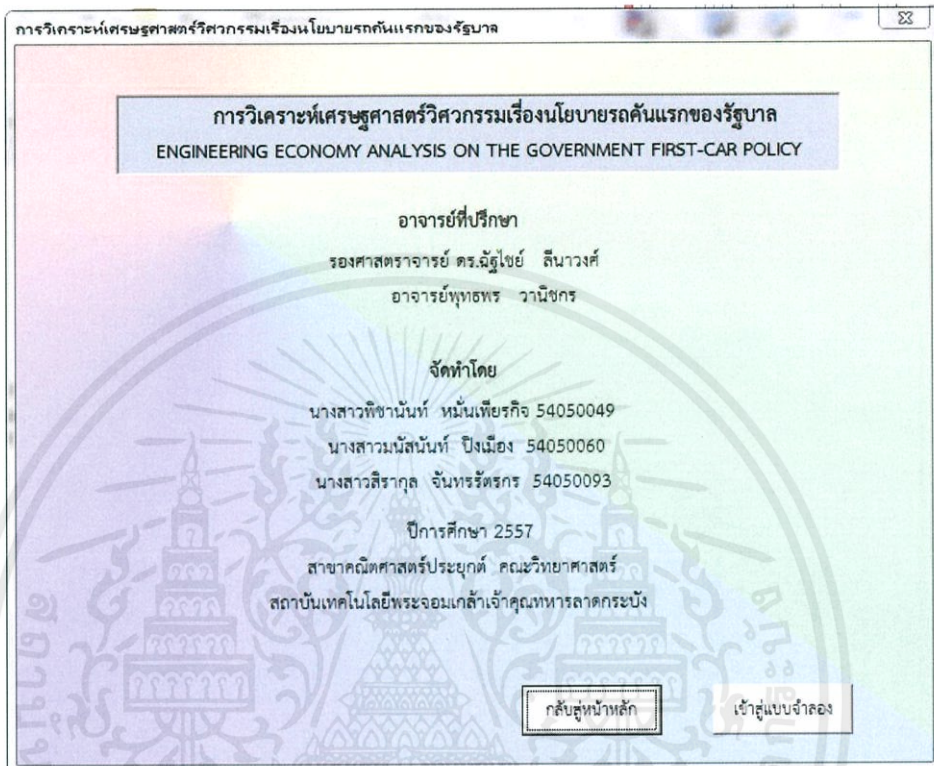 การวิเคราะห์เศรษฐศาสตร์วิศวกรรมเรื่องนโยบายรถคันแรกของรัฐบาล
การวิเคราะห์เศรษฐศาสตร์วิศวกรรมเรื่องนโยบายรถคันแรกของรัฐบาล
ENGINEERING ECONOMY ANALYSIS ON THE GOVERNMENT FIRST-CAR POLICY
อาจารย์ที่ปรึกษา
รองศาสตราจารย์ ดร.ฉัฐไชย์ ลีนาวงศ์
อาจารย์พุทธพร วานิชกร
จัดทำโดย
นางสาวพิชานันท์ หมั่นเพียรกิจ 54050049
นางสาวมนัสนันท์ ปิงเมือง 54050060
นางสาวสิรากุล จันทรรัตรกร 54050093
ปีการศึกษา 2557
สาขาคณิตศาสตร์ประยุกต์ คณะวิทยาศาสตร์
สถาบันเทคโนโลยีพระจอมเกล้าเจ้าคุณทหารลาดกระบัง
กลับสู่หน้าหลัก
เข้าสู่แบบจำลอง